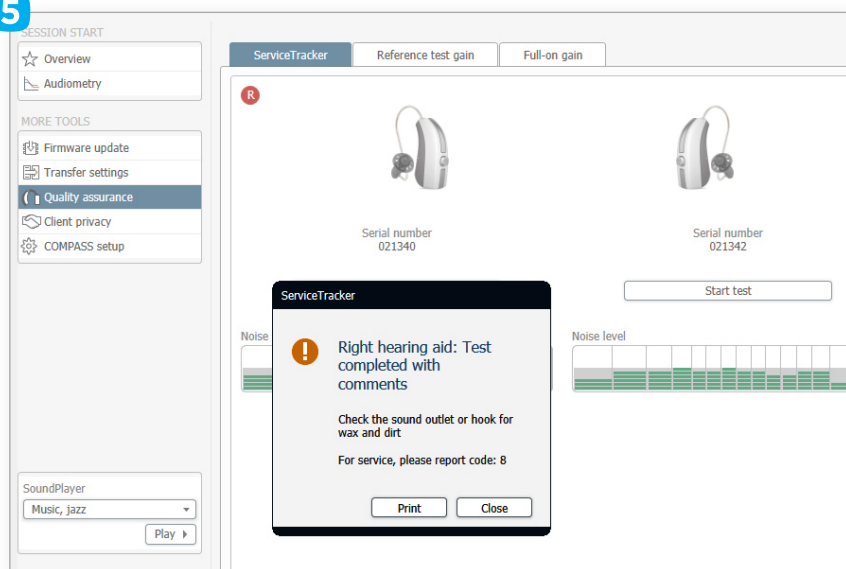 5
SESSION START
Overview
Audiometry
MORE TOOLS
Firmware update
Transfer settings
Quality assurance
Client privacy
COMPASS setup
SoundPlayer
Music, jazz
Play
ServiceTracker Reference test gain Full-on gain
R
Serial number
021340
Serial number
021342
Start test
Noise
Noise level
ServiceTracker
Right hearing aid: Test
completed with
comments
Check the sound outlet or hook for
wax and dirt
For service, please report code: 8
Print Close